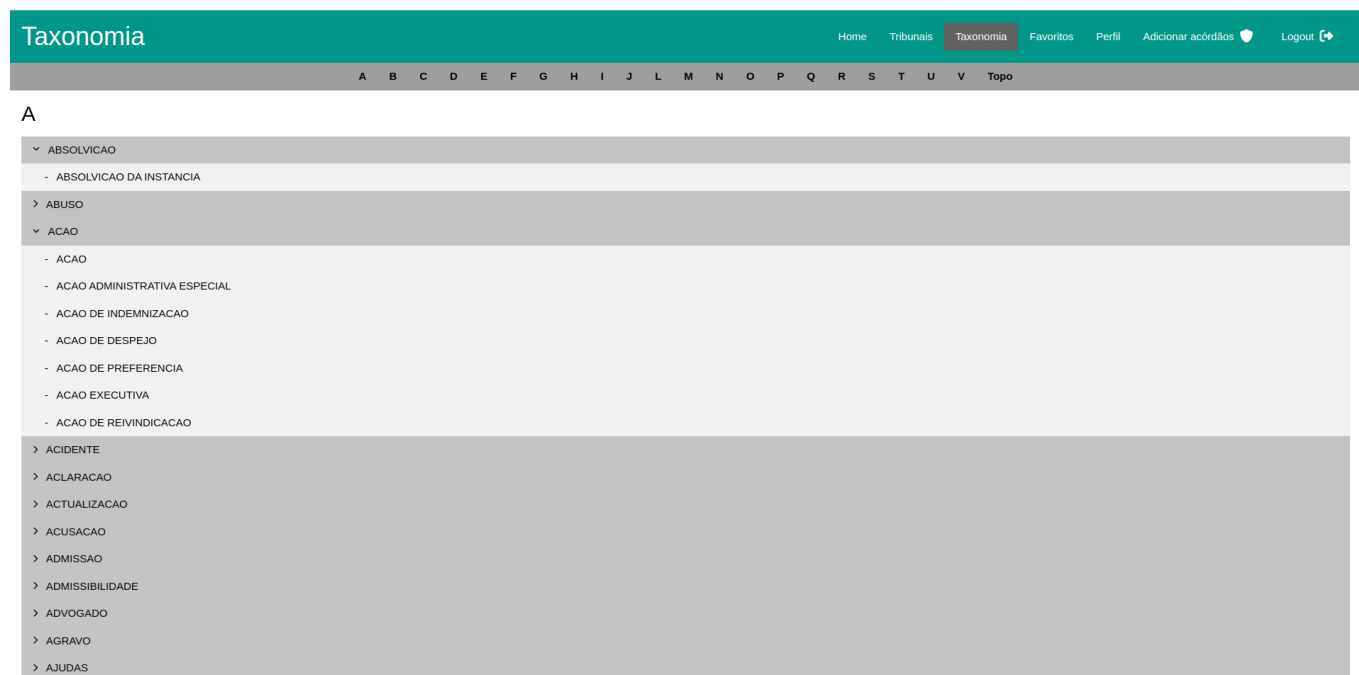 Taxonomia
Home Tribunais Taxonomia Favoritos Perfil Adicionar acórdãos Logout
A B C D E F G H I J L M N O P Q R S T U V Topo
A
ABSOLVICAO
- ABSOLVICAO DA INSTANCIA
ABUSO
ACAO
- ACAO
- ACAO ADMINISTRATIVA ESPECIAL
- ACAO DE INDEMNIZACAO
- ACAO DE DESPEJO
- ACAO DE PREFERENCIA
- ACAO EXECUTIVA
- ACAO DE REIVINDICACAO
ACIDENTE
ACLARACAO
ACTUALIZACAO
ACUSACAO
ADMISSAO
ADMISSIBILIDADE
ADVOGADO
AGRAVO
AJUDAS